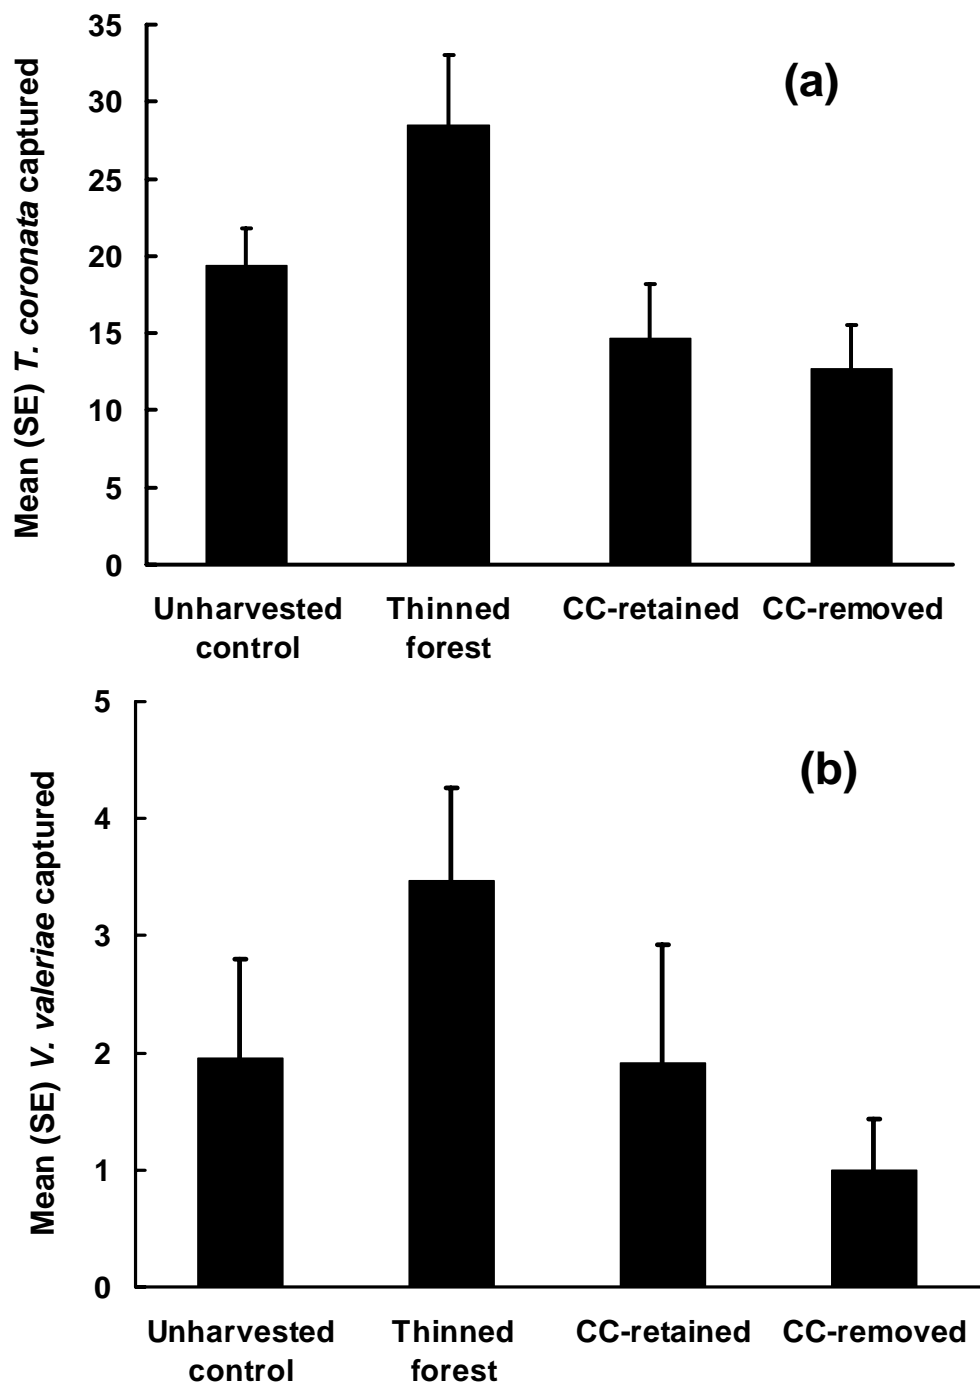 35
30
25
20
15
10
5
0
Mean (SE) T. coronata captured
(a)
Unharvested control
Thinned forest
CC-retained
CC-removed
5
4
3
2
1
0
Mean (SE) V. valeriae captured
(b)
Unharvested control
Thinned forest
CC-retained
CC-removed